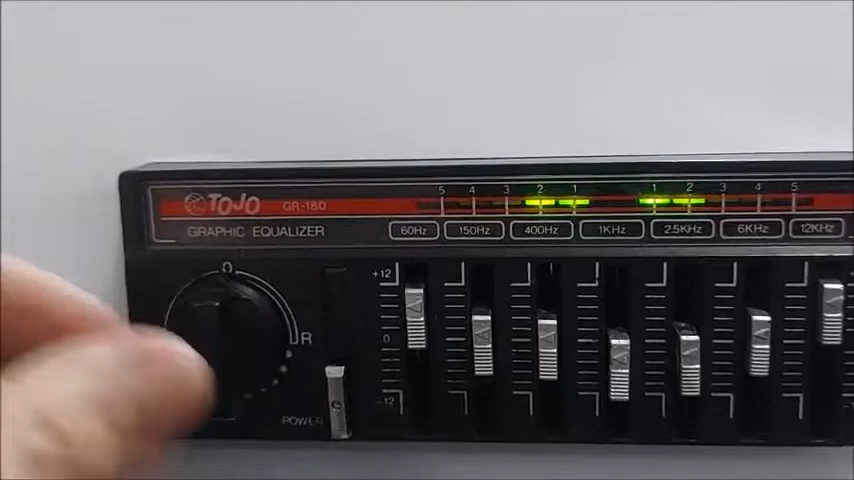 TOJO GR-180 5 4 3 2 1 1 2 3 4 5
GRAPHIC EQUALIZER 60Hz 150Hz 400Hz 1KHz 2.5KHz 6KHz 12KHz
0
+12
0
R
-12
POWER